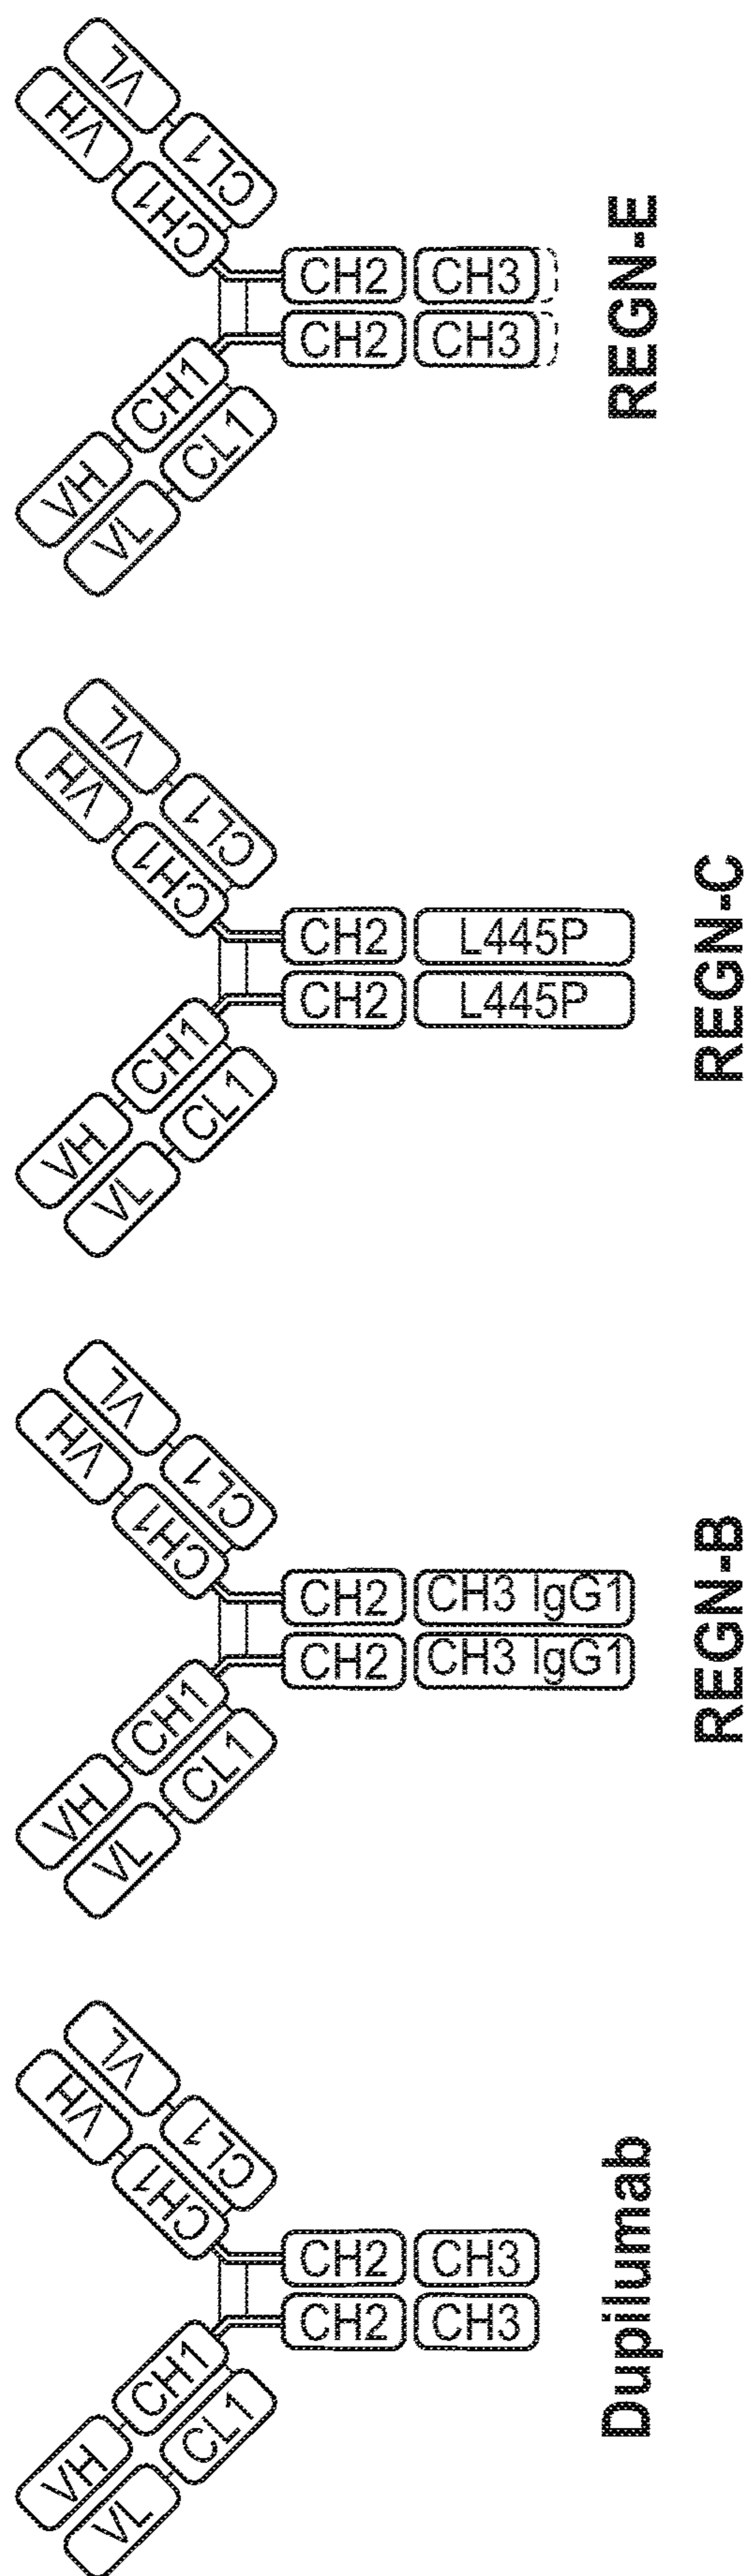 VL
VH
CL1
CH1
CH2 CH3
CH2 CH3
CH1
CL1
VH
VL
REGN-E
VL
VH
CL1
CH1
CH2 L445P
CH2 L445P
CH1
CL1
VH
VL
REGN-C
VL
VH
CL1
CH1
CH2 CH3 IgG1
CH2 CH3 IgG1
CH1
CL1
VH
VL
REGN-B
VL
VH
CL1
CH1
CH2 CH3
CH2 CH3
CH1
CL1
VH
VL
Dupilumab